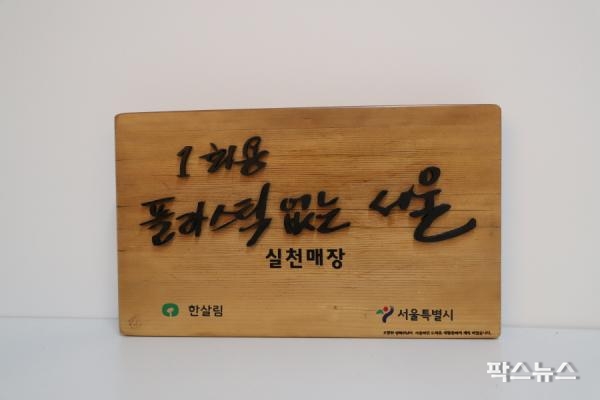 1회용
플라스틱 없는 서울
실천매장
한살림
서울특별시
팍스뉴스